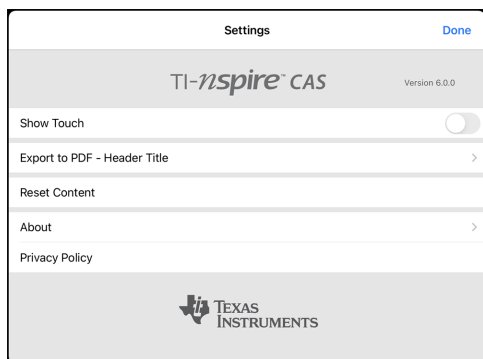 Settings
Done
TI-nspire™ CAS
Version 6.0.0
Show Touch
Export to PDF - Header Title
Reset Content
About
Privacy Policy
TEXAS
INSTRUMENTS